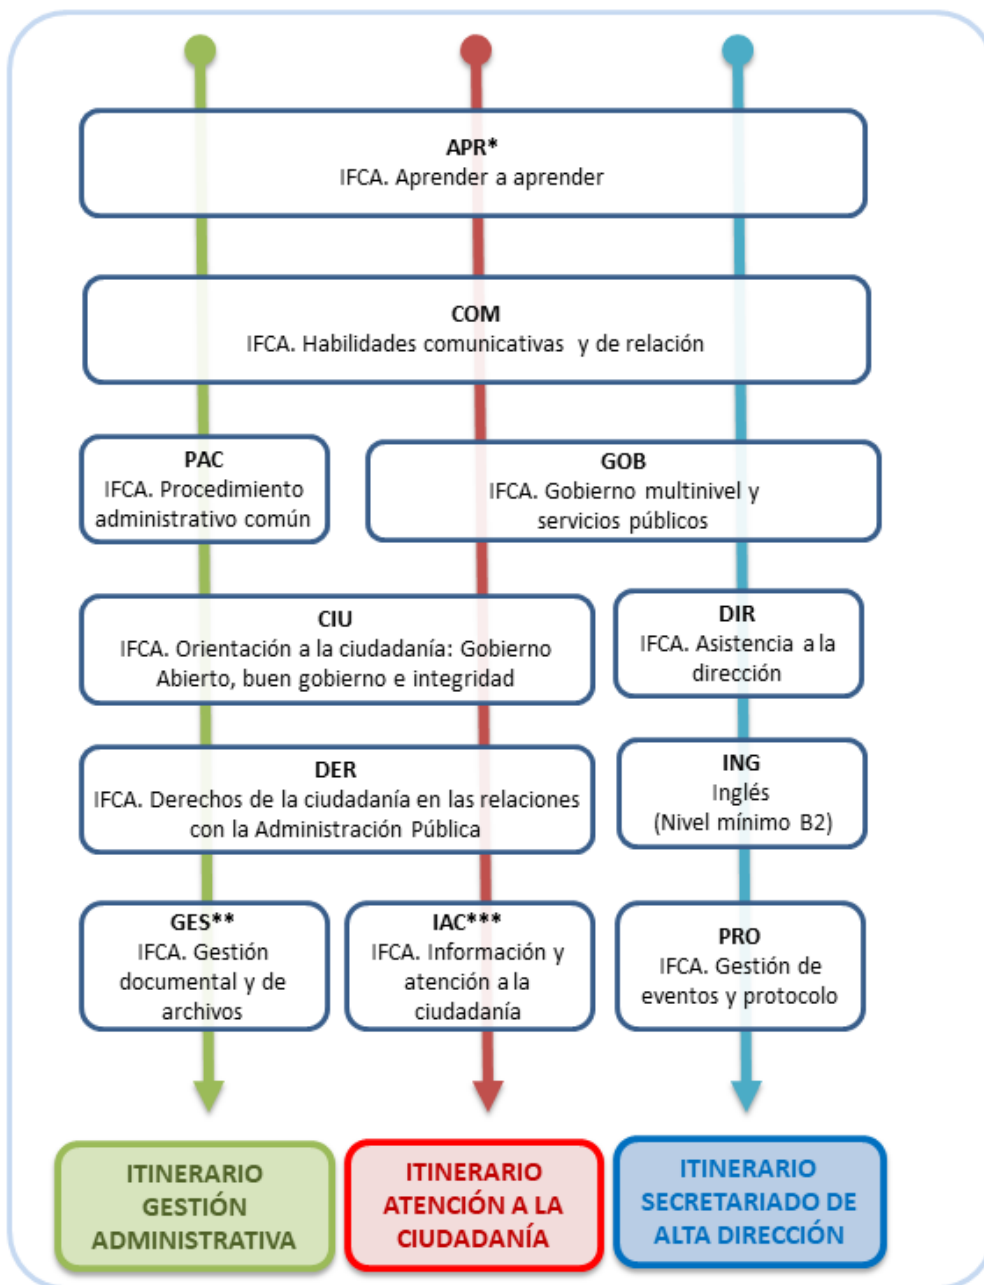 APR*
IFCA. Aprender a aprender
COM
IFCA. Habilidades comunicativas y de relación
PAC
IFCA. Procedimiento
administrativo común
GOB
IFCA. Gobierno multinivel y
servicios públicos
CIU
IFCA. Orientación a la ciudadanía: Gobierno
Abierto, buen gobierno e integridad
DIR
IFCA. Asistencia a la
dirección
DER
IFCA. Derechos de la ciudadanía en las relaciones
con la Administración Pública
ING
Inglés
(Nivel mínimo B2)
GES**
IFCA. Gestión
documental y de
archivos
IAC***
IFCA. Información y
atención a la
ciudadanía
PRO
IFCA. Gestión de
eventos y protocolo
ITINERARIO
GESTIÓN
ADMINISTRATIVA
ITINERARIO
ATENCIÓN A LA
CIUDADANÍA
ITINERARIO
SECRETARIADO DE
ALTA DIRECCIÓN